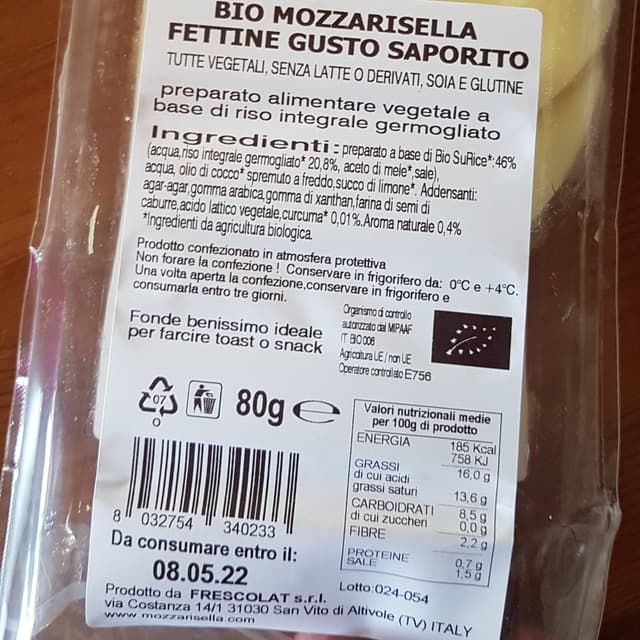 BIO MOZZARISELLA
FETTINE GUSTO SAPORITO
TUTTE VEGETALI, SENZA LATTE O DERIVATI, SOIA E GLUTINE
preparato alimentare vegetale a
base di riso integrale germogliato
Ingredienti: preparato a base di Bio SuRice*:46%
(acqua,riso integrale germogliato* 20,8%, aceto di mele*,sale),
acqua, olio di cocco* spremuto a freddo,succo di limone*. Addensanti:
agar-agar,gomma arabica,gomma di xanthan,farina di semi di
caburre,acido lattico vegetale,curcuma* 0,01%.Aroma naturale 0,4%
*Ingredienti da agricoltura biologica.
Prodotto confezionato in atmosfera protettiva
Non forare la confezione ! Conservare in frigorifero da: 0°C e +4°C.
Una volta aperta la confezione,conservare in frigorifero e
consumarla entro tre giorni.
Fonde benissimo ideale
per farcire toast o snack
Organismo di controllo
autorizzato dal MIPAAF
IT BIO 006
Agricoltura UE / non UE
Operatore controllato E756
07
O
80g e
Valori nutrizionali medie
per 100g di prodotto
ENERGIA 185 Kcal
758 KJ
GRASSI 16,0 g
di cui acidi
grassi saturi 13,6 g
CARBOIDRATI 8,5 g
di cui zuccheri 0,0 g
FIBRE 2,2 g
PROTEINE 0,7 g
SALE 1,5 g
8 032754 340233
Da consumare entro il:
08.05.22
Lotto:024-054
Prodotto da FRESCOLAT s.r.l.
via Costanza 14/1 31030 San Vito di Altivole (TV) ITALY
www.mozzarisella.com